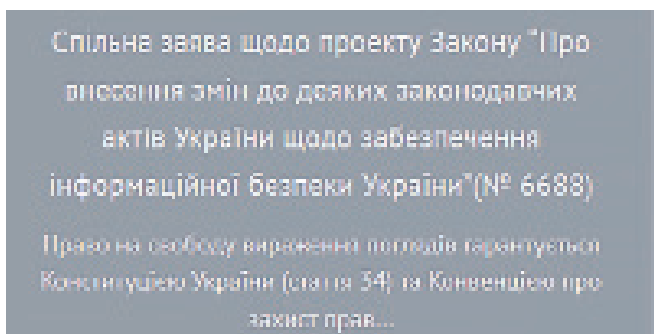 Спільна заява щодо проекту Закону "Про
внесення змін до деяких законодавчих
актів України щодо забезпечення
інформаційної безпеки України"(№ 6688)
Право на свободу вираження поглядів гарантується
Конституцією України (стаття 34) та Конвенцією про
захист прав...